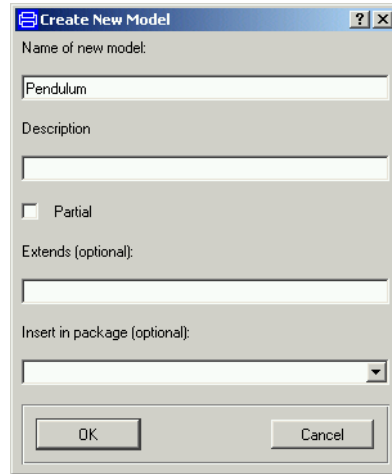 Create New Model
Name of new model:
Pendulum
Description
Partial
Extends (optional):
Insert in package (optional):
OK Cancel